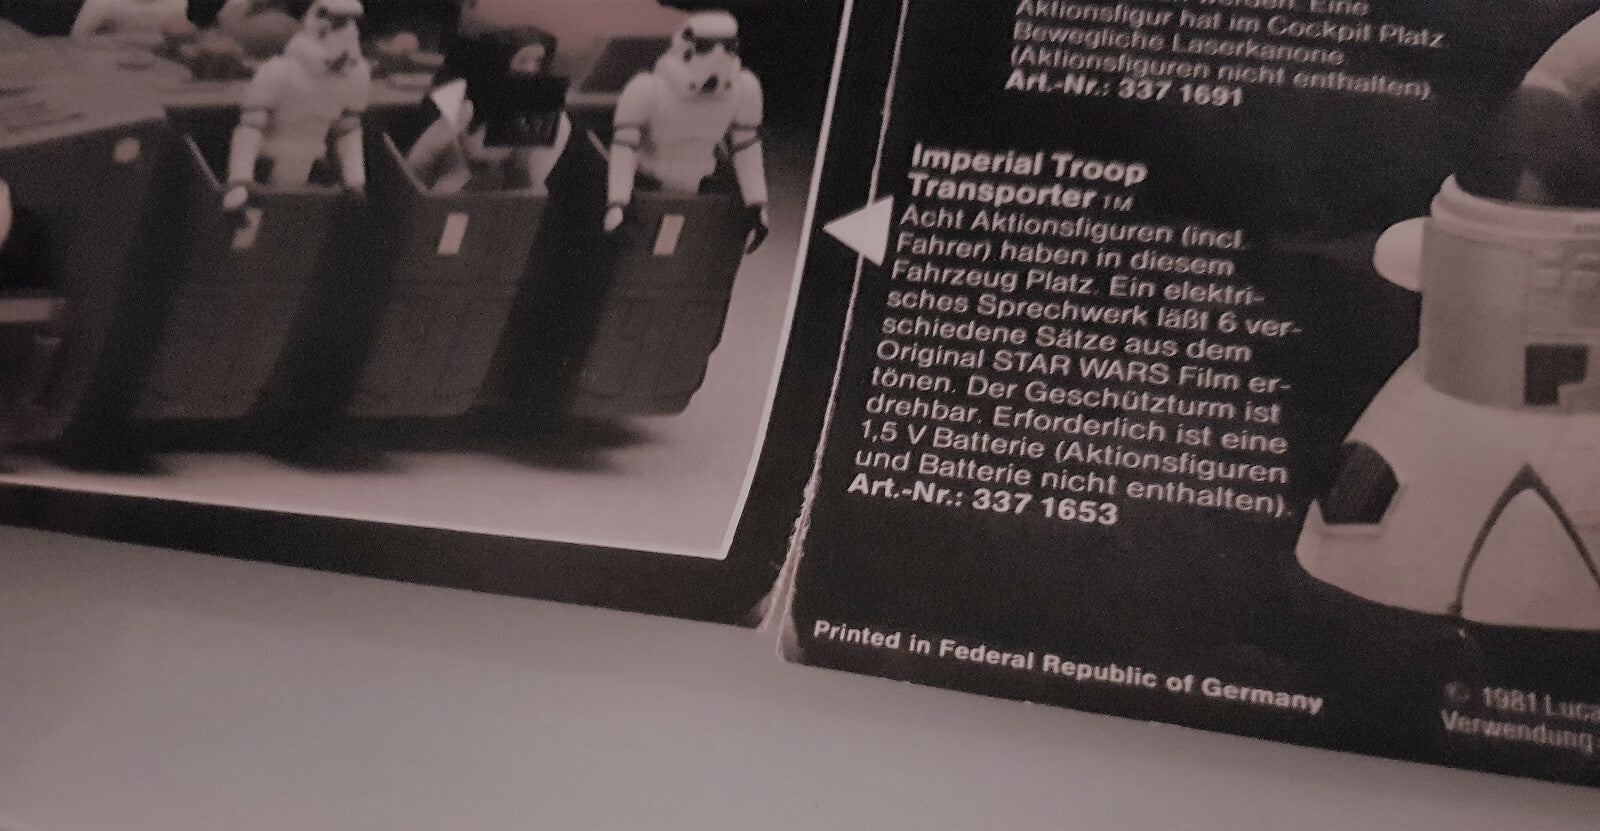 Eine
Aktionsfigur hat im Cockpit Platz.
Bewegliche Laserkanone.
(Aktionsfiguren nicht enthalten).
Art.-Nr.: 337 1691
Imperial Troop
Transporter TM
Acht Aktionsfiguren (incl.
Fahrer) haben in diesem
Fahrzeug Platz. Ein elektri-
sches Sprechwerk läßt 6 ver-
schiedene Sätze aus dem
Original STAR WARS Film er-
tönen. Der Geschützturm ist
drehbar. Erforderlich ist eine
1,5 V Batterie (Aktionsfiguren
und Batterie nicht enthalten).
Art.-Nr.: 337 1653
Printed in Federal Republic of Germany
© 1981
Verwendung